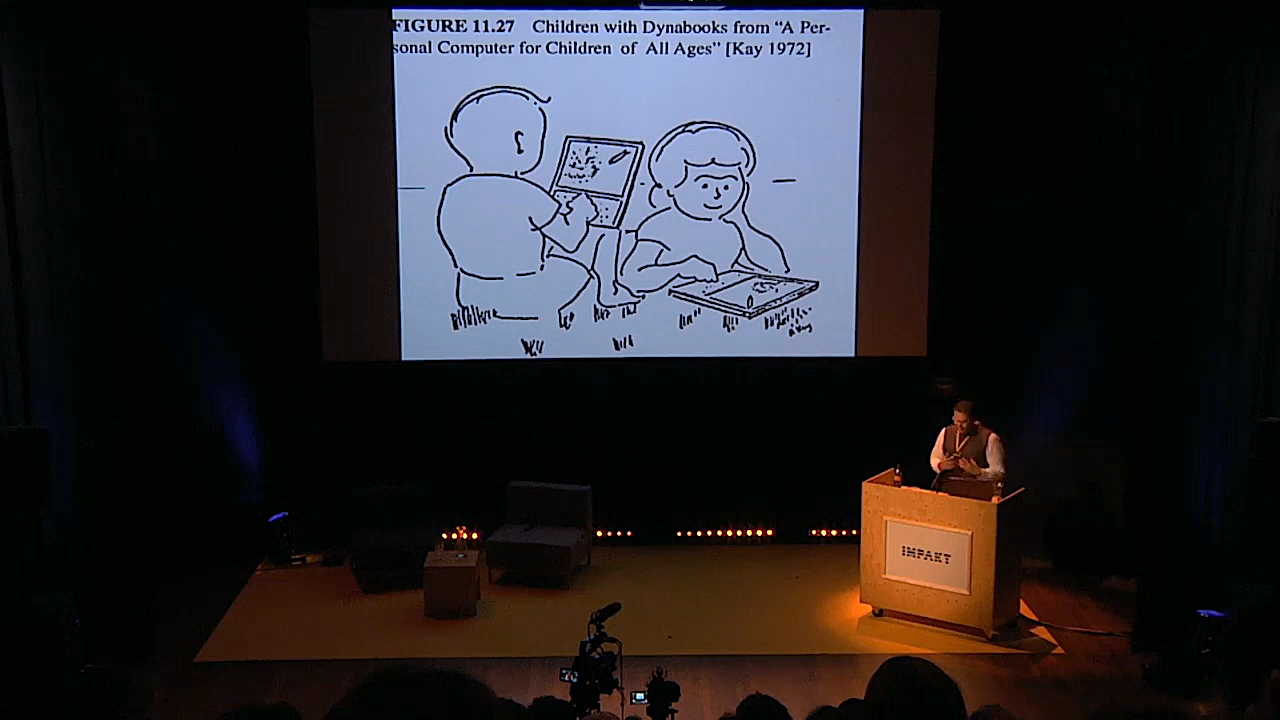 FIGURE 11.27 Children with Dynabooks from “A Per-
sonal Computer for Children of All Ages” [Kay 1972]
IMPAKT